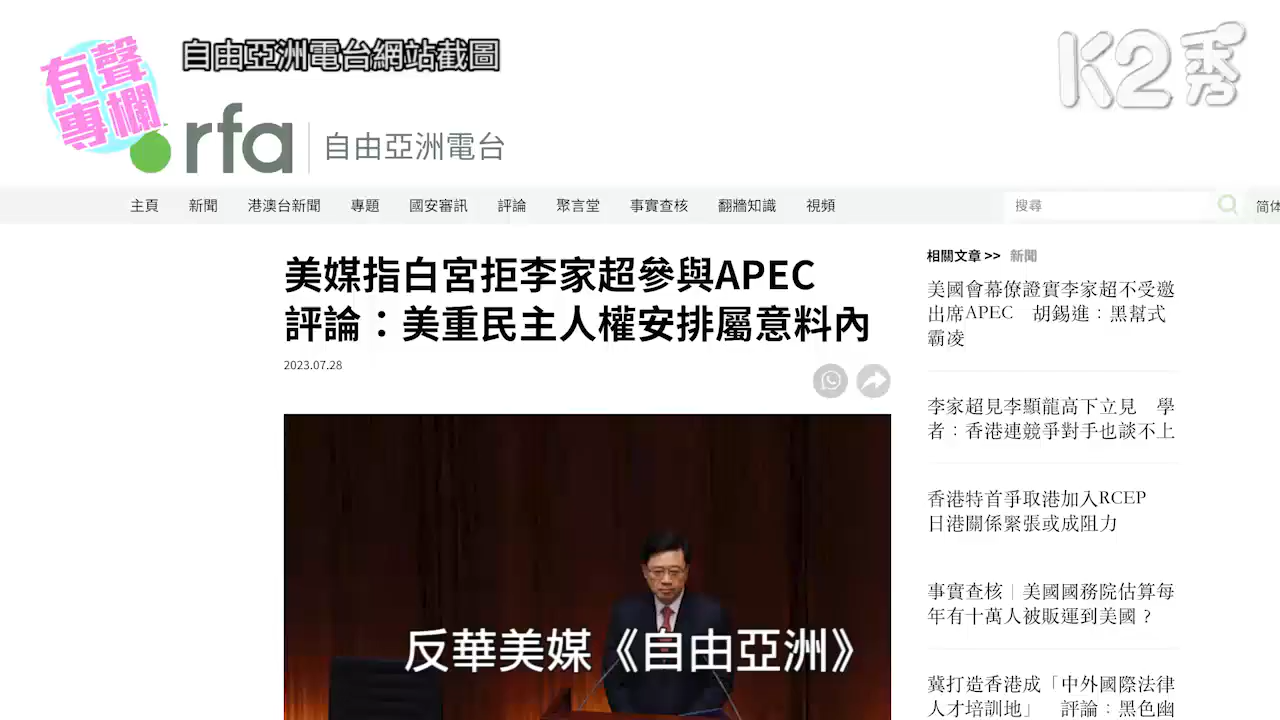 有聲
專欄
自由亞洲電台網站截圖
K2秀
rfa 自由亞洲電台
主頁 新聞 港澳台新聞 專題 國安審訊 評論 聚言堂 事實查核 翻牆知識 視頻 搜尋 简体
美媒指白宮拒李家超參與APEC
評論：美重民主人權安排屬意料內
2023.07.28
相關文章 >> 新聞
美國會幕僚證實李家超不受邀
出席APEC 胡錫進：黑幫式
霸凌
李家超見李顯龍高下立見 學
者：香港連競爭對手也談不上
香港特首爭取港加入RCEP
日港關係緊張或成阻力
事實查核｜美國國務院估算每
年有十萬人被販運到美國？
冀打造香港成「中外國際法律
人才培訓地」 評論：黑色幽
反華美媒《自由亞洲》